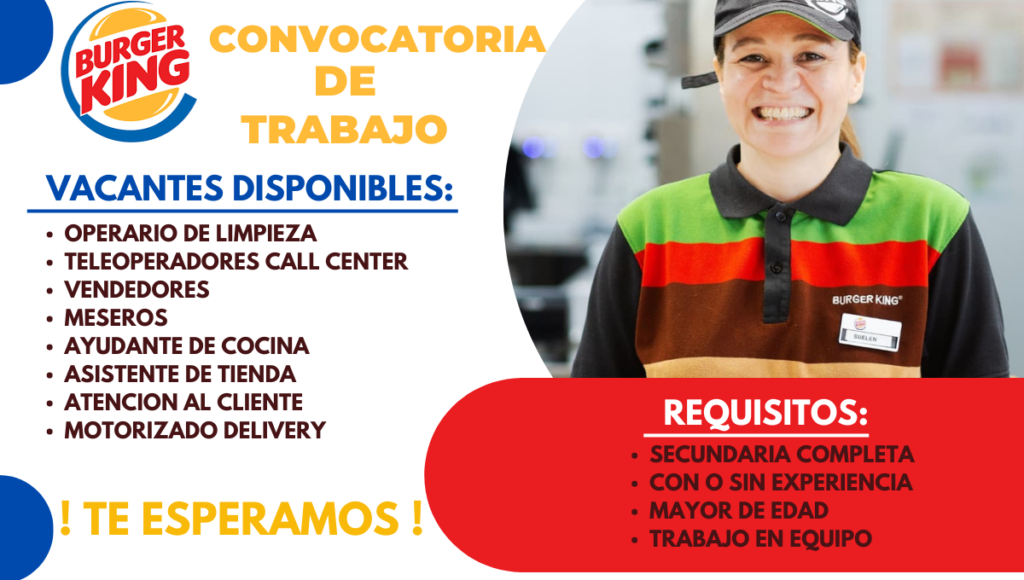 BURGER
KING
CONVOCATORIA
DE
TRABAJO
VACANTES DISPONIBLES:
• OPERARIO DE LIMPIEZA
• TELEOPERADORES CALL CENTER
• VENDEDORES
• MESEROS
• AYUDANTE DE COCINA
• ASISTENTE DE TIENDA
• ATENCION AL CLIENTE
• MOTORIZADO DELIVERY
! TE ESPERAMOS !
BURGER KING®
SUELEN
REQUISITOS:
• SECUNDARIA COMPLETA
• CON O SIN EXPERIENCIA
• MAYOR DE EDAD
• TRABAJO EN EQUIPO